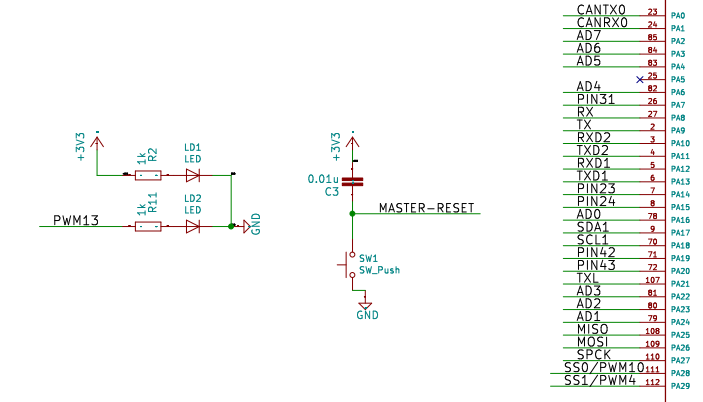 +3V3
1k
R2
LD1
LED
1k
R11
LD2
LED
PWM13
GND
+3V3
0.01u
C3
MASTER-RESET
SW1
SW_Push
GND
CANTX0 23 PA0
CANRX0 24 PA1
AD7 85 PA2
AD6 84 PA3
AD5 83 PA4
25 PA5
AD4 82 PA6
PIN31 26 PA7
RX 27 PA8
TX 2 PA9
RXD2 3 PA10
TXD2 4 PA11
RXD1 5 PA12
TXD1 6 PA13
PIN23 7 PA14
PIN24 8 PA15
AD0 78 PA16
SDA1 9 PA17
SCL1 70 PA18
PIN42 71 PA19
PIN43 72 PA20
TXL 107 PA21
AD3 81 PA22
AD2 80 PA23
AD1 79 PA24
MISO 108 PA25
MOSI 109 PA26
SPCK 110 PA27
SS0/PWM10 111 PA28
SS1/PWM4 112 PA29